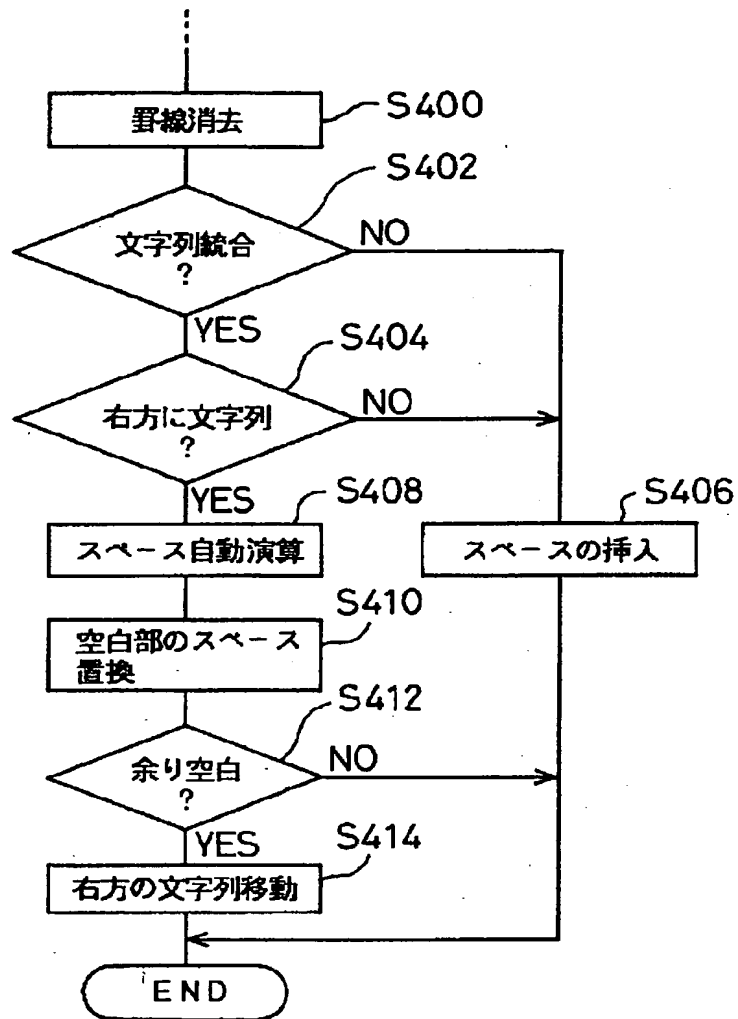 罫線消去
S400
S402
文字列統合
?
NO
YES
S404
右方に文字列
?
NO
YES
S408
スペース自動演算
S406
スペースの挿入
S410
空白部のスペース
置換
S412
余り空白
?
NO
YES
S414
右方の文字列移動
END